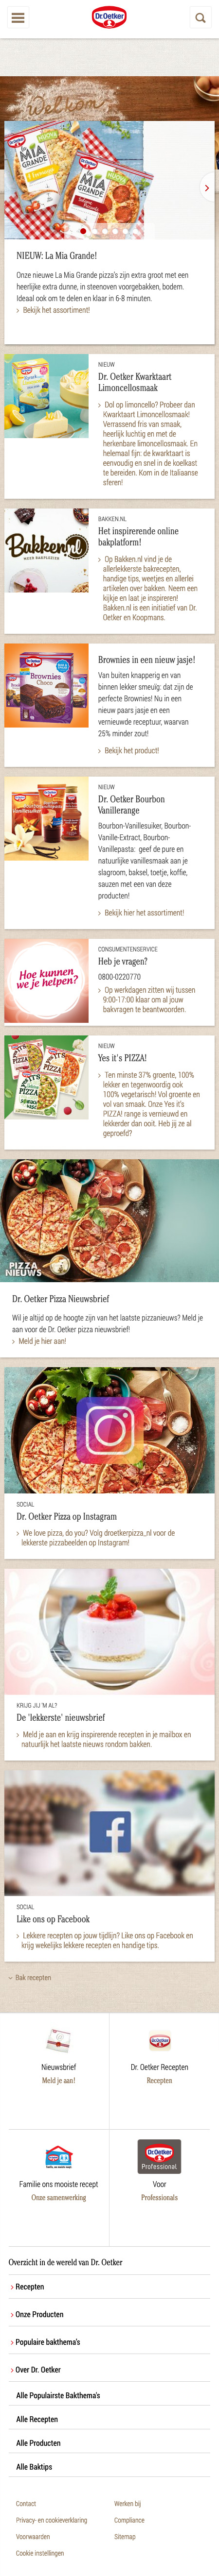 Dr. Oetker
Welkom
LA MIA
GRANDE
NIEUW: La Mia Grande!
Onze nieuwe La Mia Grande pizza's zijn extra groot met een
heerlijke extra dunne, in steenoven voorgebakken, bodem.
Ideaal ook om te delen en klaar in 6-8 minuten.
Bekijk het assortiment!
NIEUW
Dr. Oetker Kwarktaart
Limoncellosmaak
Dol op limoncello? Probeer dan
Kwarktaart Limoncellosmaak!
Verrassend fris van smaak,
heerlijk luchtig en met de
herkenbare limoncellosmaak. En
helemaal fijn: de kwarktaart is
eenvoudig en snel in de koelkast
te bereiden. Kom in de Italiaanse
sferen!
Bakken.nl
BAKKEN.NL
Het inspirerende online
bakplatform!
Op Bakken.nl vind je de
allerlekkerste bakrecepten,
handige tips, weetjes en allerlei
artikelen over bakken. Neem een
kijkje en laat je inspireren!
Bakken.nl is een initiatief van Dr.
Oetker en Koopmans.
Brownies
Choco
Brownies in een nieuw jasje!
Van buiten knapperig en van
binnen lekker smeuïg: dat zijn de
perfecte Brownies! Nu in een
nieuw paars jasje en een
vernieuwde receptuur, waarvan
25% minder zout!
Bekijk het product!
NIEUW
Dr. Oetker Bourbon
Vanillerange
Bourbon-Vanillesuiker, Bourbon-
Vanille-Extract, Bourbon-
Vanillepasta: geef de pure en
natuurlijke vanillesmaak aan je
slagroom, baksel, toetje, koffie,
sauzen met een van deze
producten!
Bekijk hier het assortiment!
Hoe kunnen
we je helpen?
CONSUMENTENSERVICE
Heb je vragen?
0800-0220770
Op werkdagen zitten wij tussen
9:00-17:00 klaar om al jouw
bakvragen te beantwoorden.
NIEUW
Yes it's PIZZA!
Ten minste 37% groente, 100%
lekker en tegenwoordig ook
100% vegetarisch! Vol groente en
vol van smaak. Onze Yes it's
PIZZA! range is vernieuwd en
lekkerder dan ooit. Heb jij ze al
geproefd?
PIZZA
NIEUWS
Dr. Oetker Pizza Nieuwsbrief
Wil je altijd op de hoogte zijn van het laatste pizzanieuws? Meld je
aan voor de Dr. Oetker pizza nieuwsbrief!
Meld je hier aan!
SOCIAL
Dr. Oetker Pizza op Instagram
We love pizza, do you? Volg droetkerpizza_nl voor de
lekkerste pizzabeelden op Instagram!
KRIJG JIJ 'M AL?
De 'lekkerste' nieuwsbrief
Meld je aan en krijg inspirerende recepten in je mailbox en
natuurlijk het laatste nieuws rondom bakken.
SOCIAL
Like ons op Facebook
Lekkere recepten op jouw tijdlijn? Like ons op Facebook en
krijg wekelijks lekkere recepten en handige tips.
Bak recepten
Nieuwsbrief
Meld je aan!
Dr. Oetker
Dr. Oetker Recepten
Recepten
Familie ons mooiste recept
Onze samenwerking
Dr. Oetker
Professional
Voor
Professionals
Overzicht in de wereld van Dr. Oetker
Recepten
Onze Producten
Populaire bakthema's
Over Dr. Oetker
Alle Populairste Bakthema's
Alle Recepten
Alle Producten
Alle Baktips
Contact
Werken bij
Privacy- en cookieverklaring
Compliance
Voorwaarden
Sitemap
Cookie instellingen